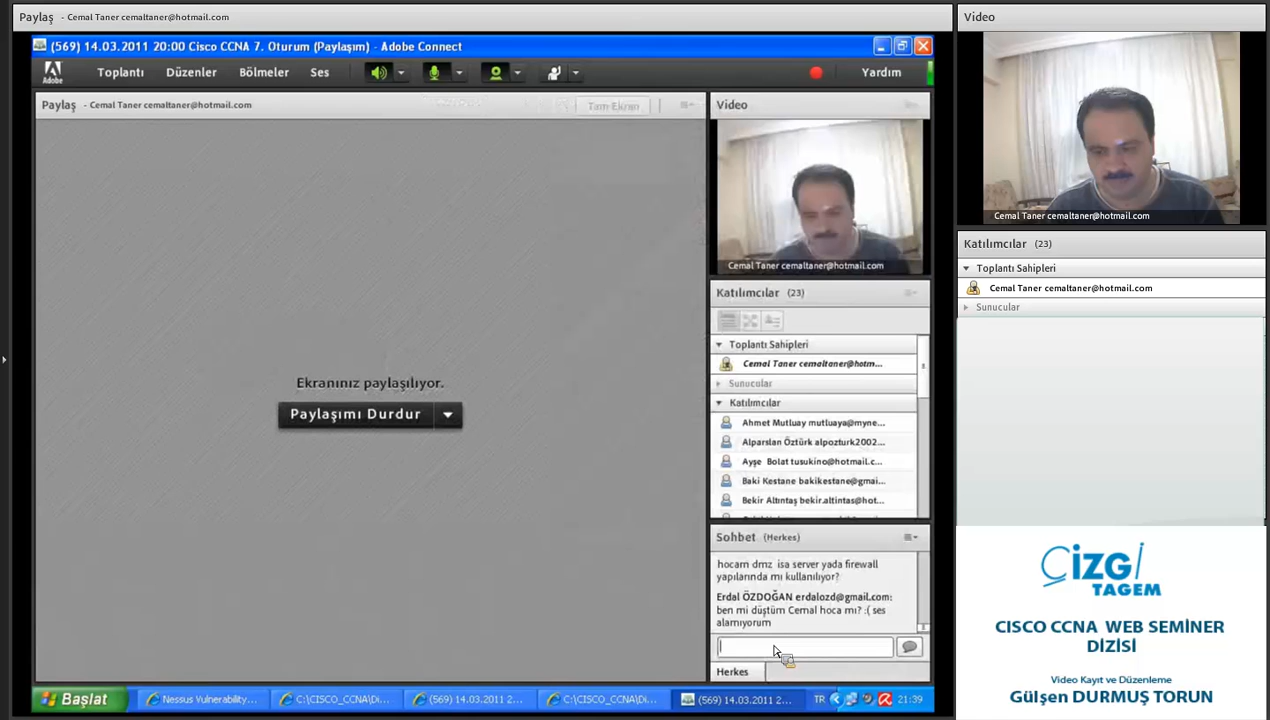 Paylaş - Cemal Taner cemaltaner@hotmail.com
(569) 14.03.2011 20:00 Cisco CCNA 7. Oturum (Paylaşım) - Adobe Connect
Adobe
Toplantı Düzenler Bölmeler Ses Yardım
Paylaş - Cemal Taner cemaltaner@hotmail.com
Tam Ekran
Ekranınız paylaşılıyor.
Paylaşımı Durdur
Video
Cemal Taner cemaltaner@hotmail.com
Katılımcılar (23)
Toplantı Sahipleri
Cemal Taner cemaltaner@hotm...
Sunucular
Katılımcılar
Ahmet Mutluay mutluaya@myne...
Alparslan Öztürk alpozturk2002...
Ayşe Bolat tusukino@hotmail.c...
Baki Kestane bakikestane@gmai...
Bekir Altıntaş bekir.altintas@hot...
Sohbet (Herkes)
hocam dmz isa server yada firewall
yapılarında mı kullanılıyor?
Erdal ÖZDOĞAN erdalozd@gmail.com:
ben mi düştüm Cemal hoca mı? :( ses
alamıyorum
Herkes
Başlat
Nessus Vulnerability...
C:\CISCO_CCNA\Di...
(569) 14.03.2011 2...
C:\CISCO_CCNA\Di...
(569) 14.03.2011 2...
TR
21:39
Video
Cemal Taner cemaltaner@hotmail.com
Katılımcılar (23)
Toplantı Sahipleri
Cemal Taner cemaltaner@hotmail.com
Sunucular
ÇİZGİ
TAGEM
CISCO CCNA WEB SEMİNER
DİZİSİ
Video Kayıt ve Düzenleme
Gülşen DURMUŞ TORUN